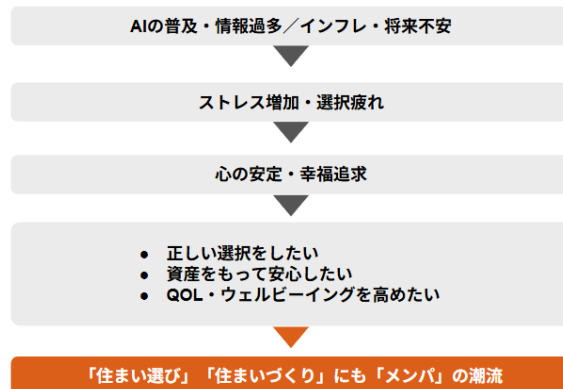 AIの普及・情報過多／インフレ・将来不安
ストレス増加・選択疲れ
心の安定・幸福追求
● 正しい選択をしたい
● 資産をもって安心したい
● QOL・ウェルビーイングを高めたい
「住まい選び」「住まいづくり」にも「メンパ」の潮流